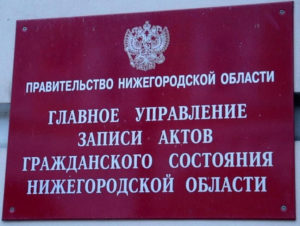 ПРАВИТЕЛЬСТВО НИЖЕГОРОДСКОЙ ОБЛАСТИ
ГЛАВНОЕ УПРАВЛЕНИЕ
ЗАПИСИ АКТОВ
ГРАЖДАНСКОГО СОСТОЯНИЯ
НИЖЕГОРОДСКОЙ ОБЛАСТИ